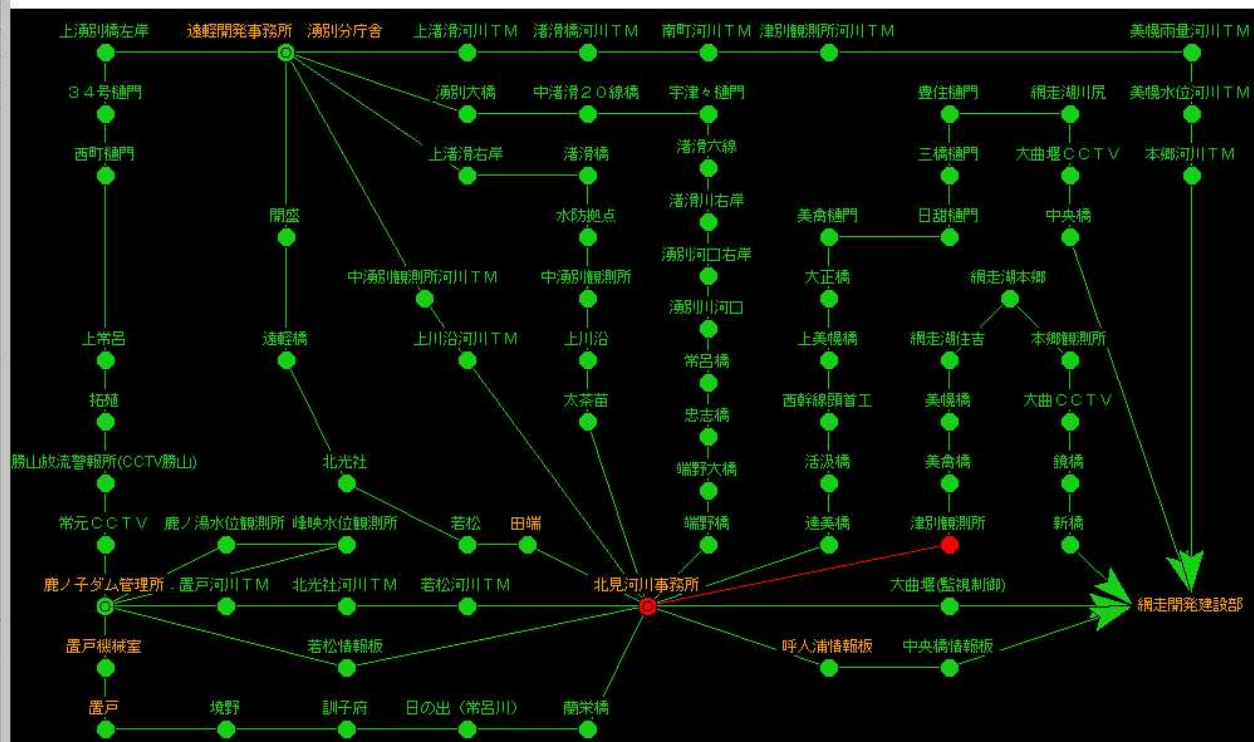 上湧別橋左岸
遠軽開発事務所 湧別分庁舎
上渚滑河川TM
渚滑橋河川TM
南町河川TM
津別観測所河川TM
美幌雨量河川TM
34号樋門
湧別大橋
中渚滑20線橋
宇津々樋門
豊住樋門
網走湖川尻
美幌水位河川TM
西町樋門
上渚滑右岸
渚滑橋
渚滑六線
三橋樋門
大曲堰CCTV
本郷河川TM
開盛
水防拠点
渚滑川右岸
美禽樋門
日甜樋門
中央橋
中湧別観測所河川TM
中湧別観測所
湧別河口右岸
大正橋
網走湖本郷
湧別川河口
上常呂
遠軽橋
上川沿河川TM
上川沿
常呂橋
上美幌橋
網走湖住吉
本郷観測所
拓殖
太茶苗
忠志橋
西幹線頭首工
美幌橋
大曲CCTV
勝山放流警報所(CCTV勝山)
北光社
端野大橋
活汲橋
美禽橋
鏡橋
常元CCTV
鹿ノ湯水位観測所
峰映水位観測所
若松
田端
端野橋
達美橋
津別観測所
新橋
鹿ノ子ダム管理所
置戸河川TM
北光社河川TM
若松河川TM
北見河川事務所
大曲堰(監視制御)
網走開発建設部
置戸機械室
若松情報板
呼人浦情報板
中央橋情報板
置戸
境野
訓子府
日の出（常呂川）
蘭栄橋